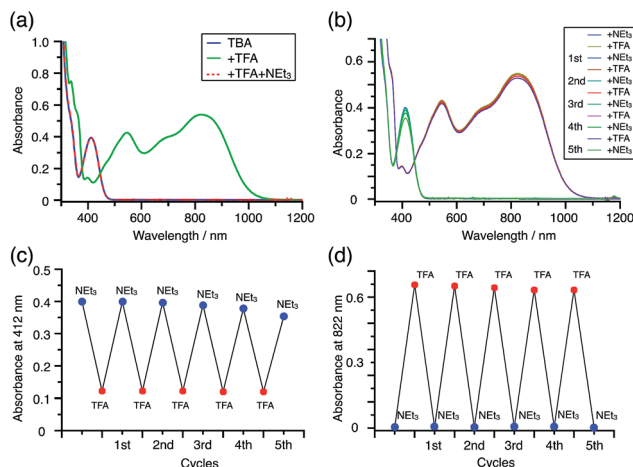 (a)
1.0
0.8
0.6
0.4
0.2
0.0
Absorbance
TBA
+TFA
+TFA+NEt₃
400 600 800 1000 1200
Wavelength / nm
(b)
0.6
0.4
0.2
0
Absorbance
+NEt₃
+TFA
1st
+NEt₃
+TFA
2nd
+NEt₃
+TFA
3rd
+NEt₃
+TFA
4th
+NEt₃
+TFA
5th
+NEt₃
400 600 800 1000 1200
Wavelength / nm
(c)
0.5
0.4
0.3
0.2
0.1
0
Absorbance at 412 nm
NEt₃ NEt₃ NEt₃ NEt₃ NEt₃ NEt₃
TFA TFA TFA TFA TFA
1st 2nd 3rd 4th 5th
Cycles
(d)
0.6
0.4
0.2
0
Absorbance at 822 nm
TFA TFA TFA TFA TFA
NEt₃ NEt₃ NEt₃ NEt₃ NEt₃ NEt₃
1st 2nd 3rd 4th 5th
Cycles